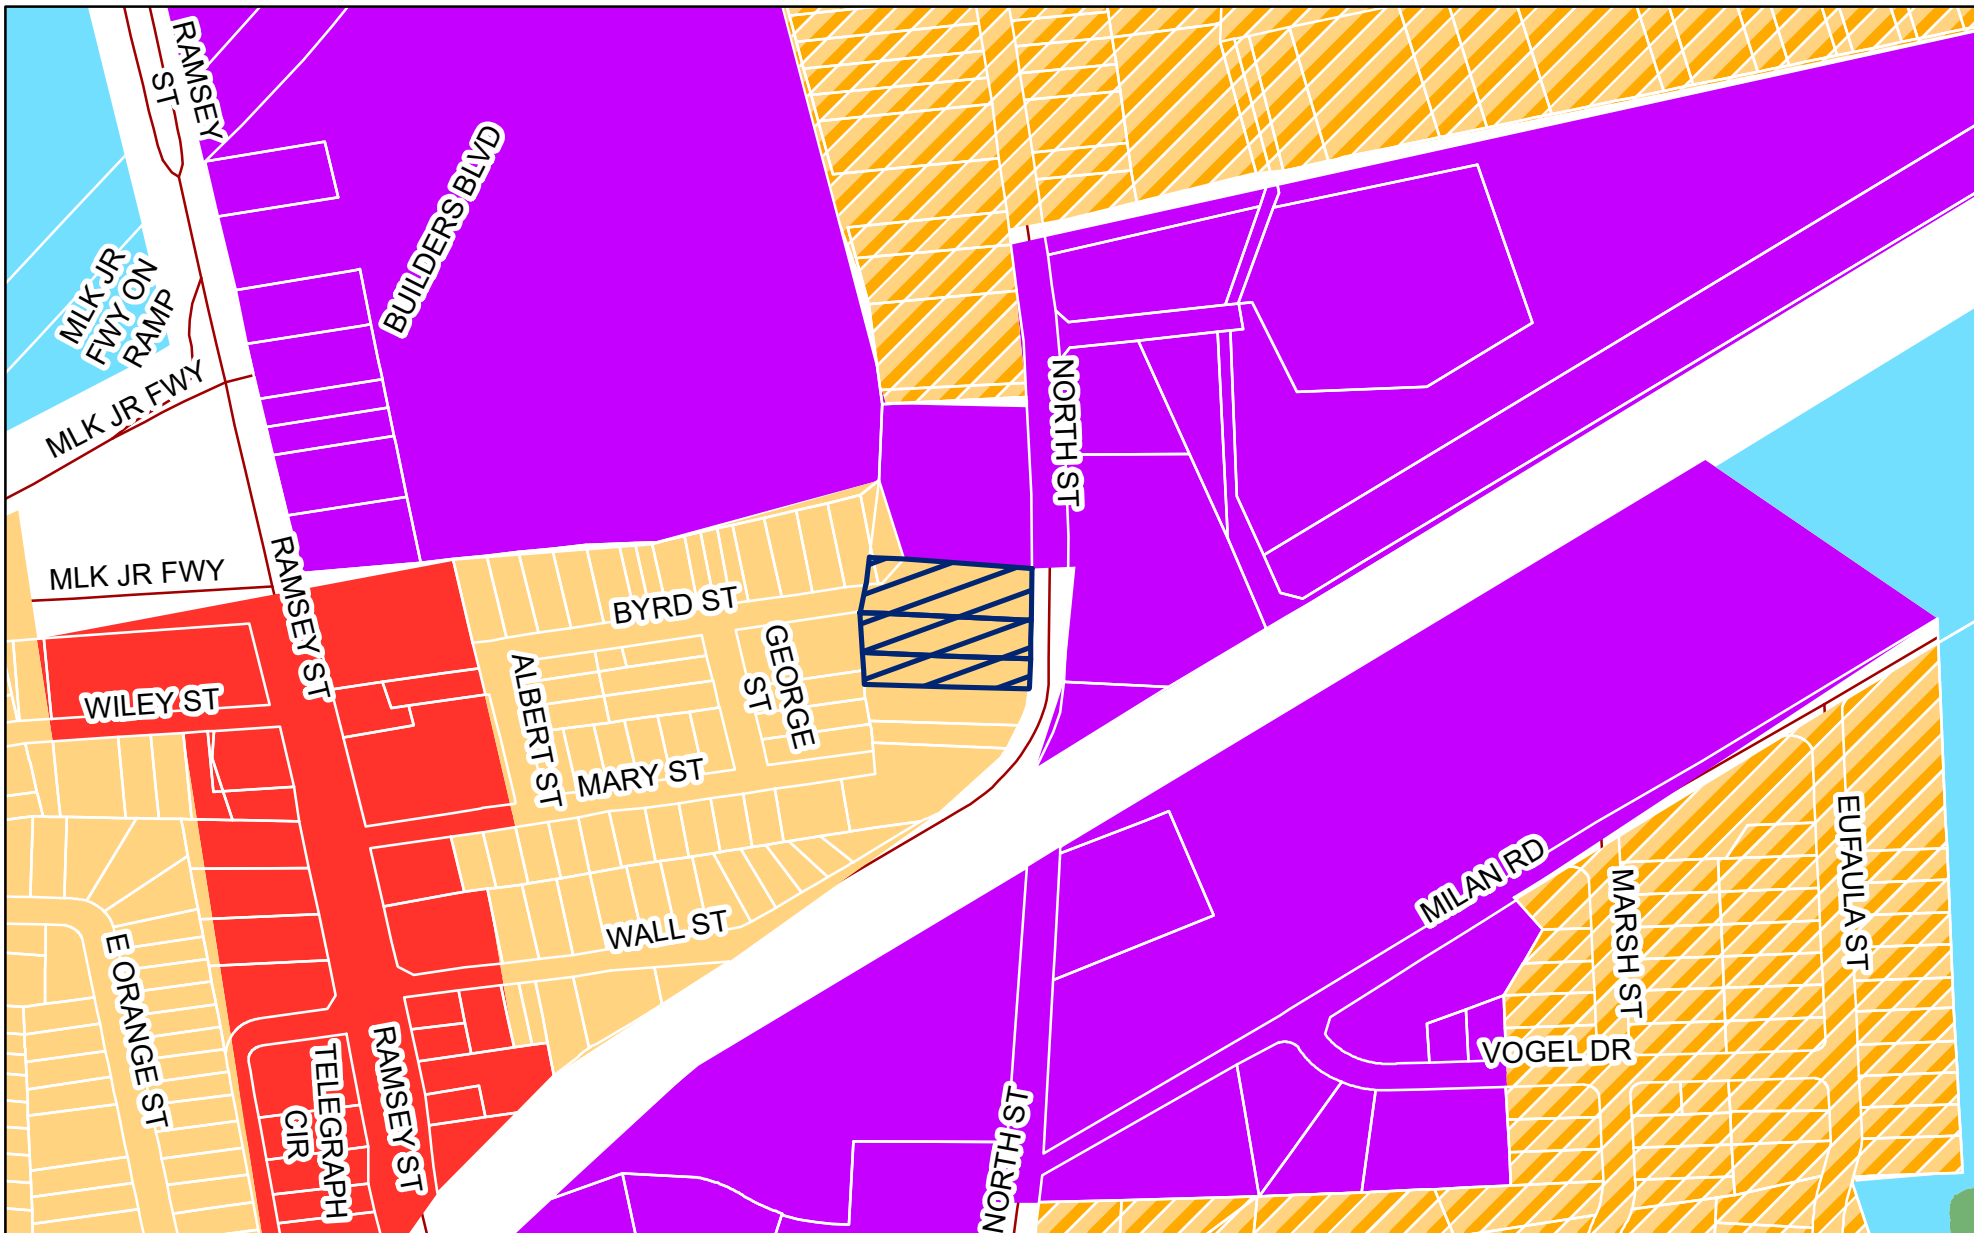 RAMSEY
ST
BUILDERS BLVD
MLK JR
FWY ON
RAMP
MLK JR FWY
NORTH ST
MLK JR FWY
RAMSEY ST
BYRD ST
GEORGE
ST
ALBERT ST
WILEY ST
MARY ST
EUFAULA ST
MILAN RD
MARSH ST
WALL ST
E ORANGE ST
VOGEL DR
RAMSEY ST
TELEGRAPH
CIR
NORTH ST